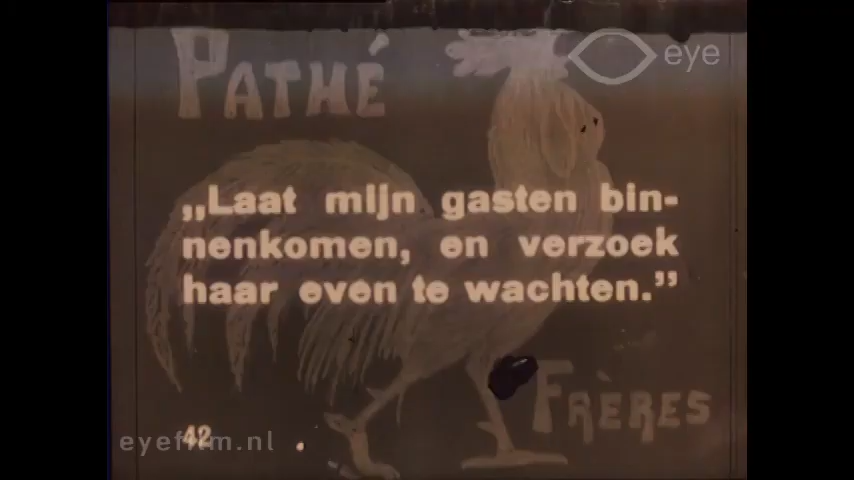 PATHÉ
eye
„Laat mijn gasten bin-
nenkomen, en verzoek
haar even te wachten.”
FRÈRES
42
eyefilm.nl